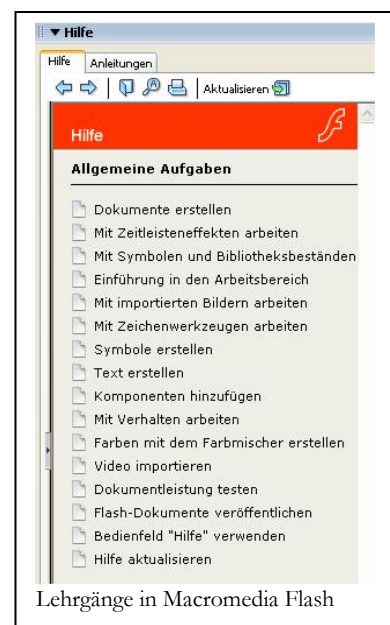 Hilfe
Hilfe Anleitungen
Aktualisieren
Hilfe
Allgemeine Aufgaben
Dokumente erstellen
Mit Zeitleisteneffekten arbeiten
Mit Symbolen und Bibliotheksbeständen
Einführung in den Arbeitsbereich
Mit importierten Bildern arbeiten
Mit Zeichenwerkzeugen arbeiten
Symbole erstellen
Text erstellen
Komponenten hinzufügen
Mit Verhalten arbeiten
Farben mit dem Farbmischer erstellen
Video importieren
Dokumentleistung testen
Flash-Dokumente veröffentlichen
Bedienfeld "Hilfe" verwenden
Hilfe aktualisieren
Lehrgänge in Macromedia Flash